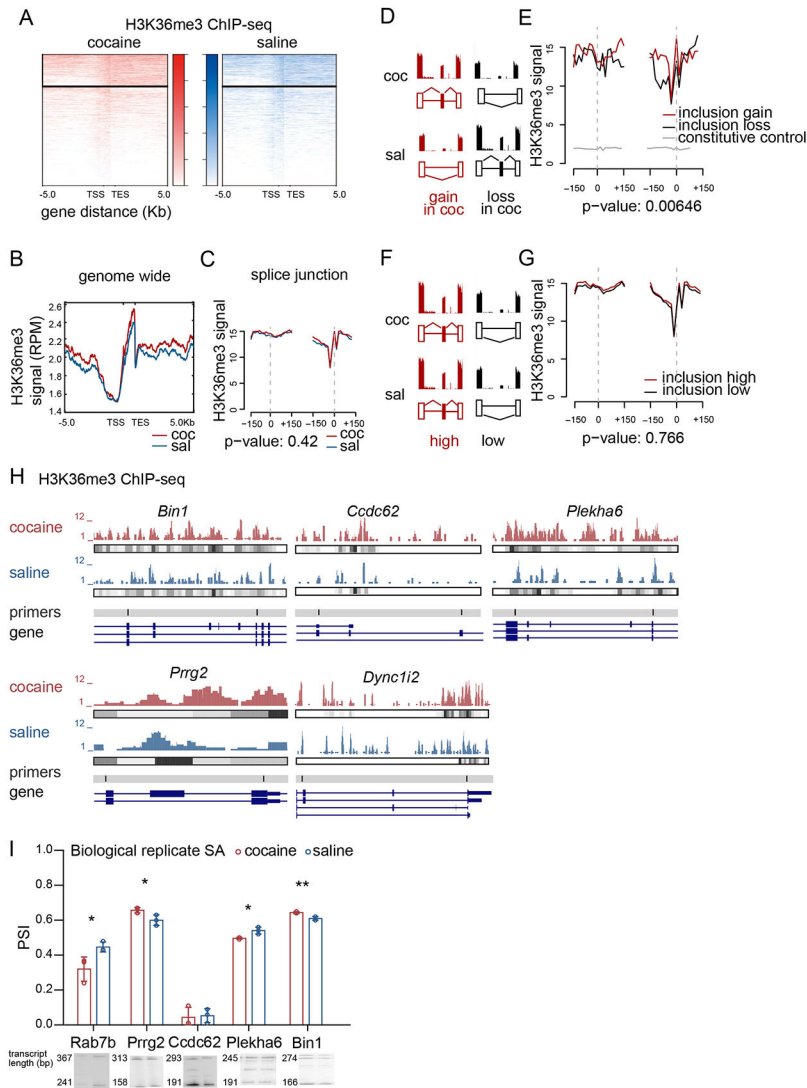 A
H3K36me3 ChIP-seq
cocaine saline
-5.0 TSS TES 5.0 -5.0 TSS TES 5.0
gene distance (Kb)
B
genome wide
H3K36me3 signal (RPM)
2.6
2.4
2.2
2.0
1.8
1.6
1.4
-5.0 TSS TES 5.0Kb
coc
sal
C
splice junction
H3K36me3 signal
15
10
5
0
-150 0 +150 -150 0 +150
p-value: 0.42
coc
sal
D
coc
sal
gain in coc
loss in coc
E
H3K36me3 signal
15
10
5
0
inclusion gain
inclusion loss
constitutive control
-150 0 +150 -150 0 +150
p-value: 0.00646
F
coc
sal
high low
G
H3K36me3 signal
15
10
5
0
inclusion high
inclusion low
-150 0 +150 -150 0 +150
p-value: 0.766
H H3K36me3 ChIP-seq
Bin1 Ccdc62 Plekha6
cocaine 12
1
saline 12
1
primers
gene
Prrg2 Dync1i2
cocaine 12
1
saline 12
1
primers
gene
I
Biological replicate SA cocaine saline
PSI
1.0
0.8
0.6
0.4
0.2
0.0
* * * **
Rab7b Prrg2 Ccdc62 Plekha6 Bin1
transcript length (bp)
367 313 293 245 274
241 158 191 191 166